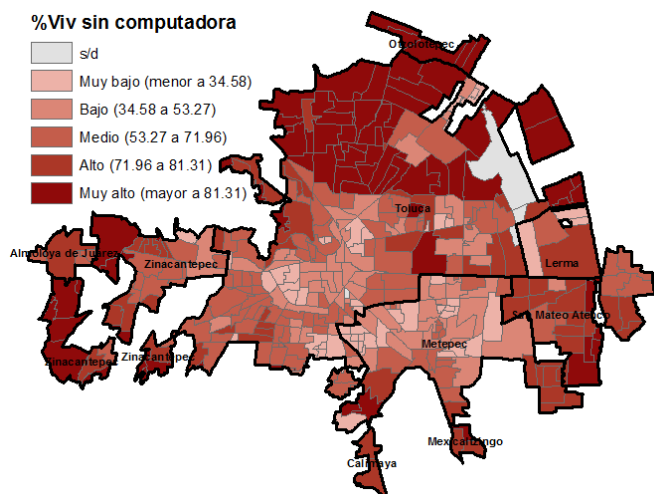 %Viv sin computadora
s/d
Muy bajo (menor a 34.58)
Bajo (34.58 a 53.27)
Medio (53.27 a 71.96)
Alto (71.96 a 81.31)
Muy alto (mayor a 81.31)
Otzolotepec
Toluca
Almoloya de Juárez
Zinacantepec
Lerma
San Mateo Atenco
Metepec
Zinacantepec
Zinacantepec
Mexicaltzingo
Calimaya